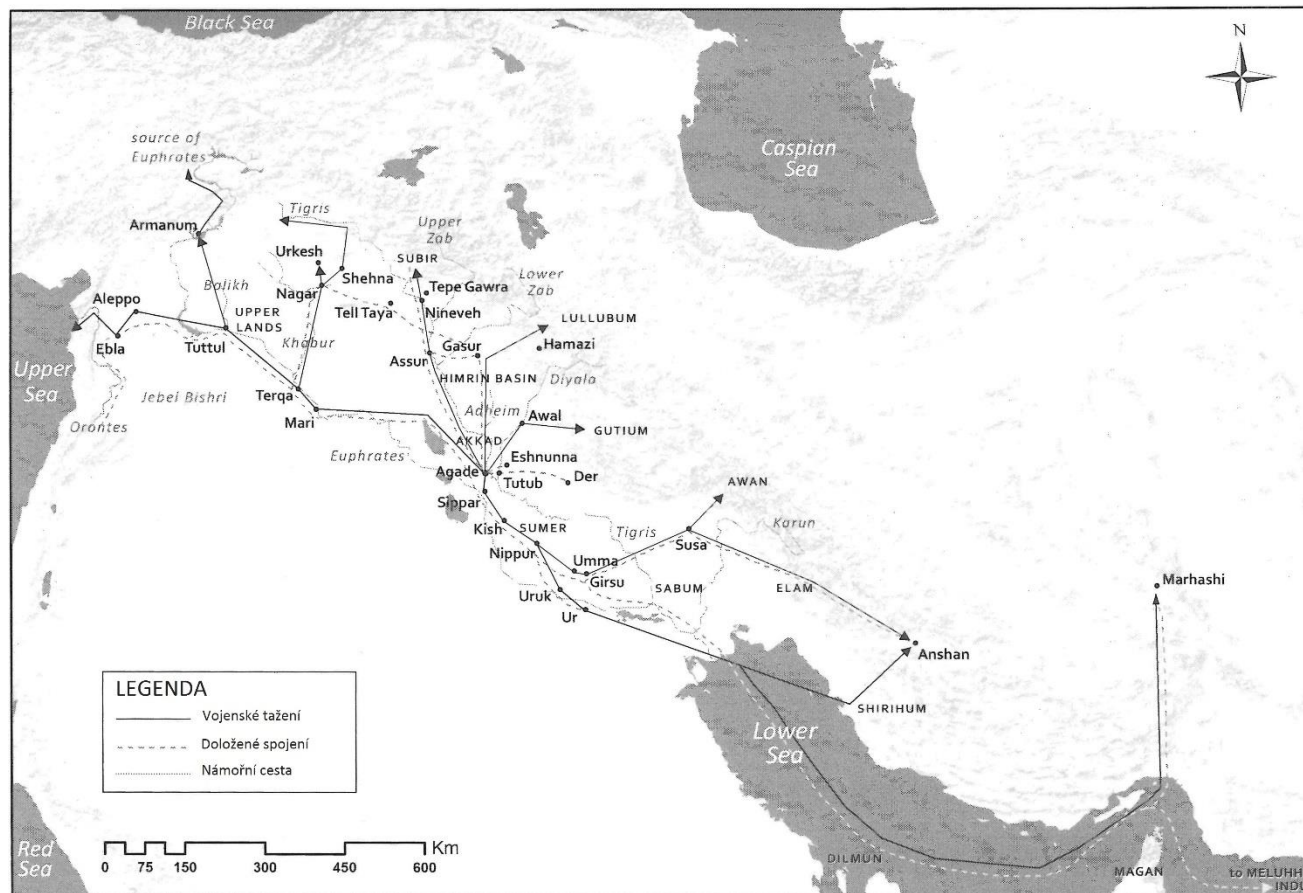 Black Sea
N
source of
Euphrates
Caspian
Sea
Tigris
Armanum
Upper
Zab
Urkesh
SUBIR
Shehna
Lower
Zab
Tepe Gawra
Balikh
Nagar
Aleppo
Nineveh
UPPER
LANDS
Tell Taya
LULLUBUM
Khabur
Ebla
Tuttul
Gasur
Hamazi
Assur
Upper
Sea
HIMRIN BASIN
Diyala
Jebel Bishri
Terqa
Adheim
Mari
Awal
Orontes
GUTIUM
AKKAD
Euphrates
Eshnunna
Agade
Der
Tutub
AWAN
Sippar
Kish
SUMER
Tigris
Karun
Susa
Nippur
Umma
Girsu
SABUM
ELAM
Marhashi
Uruk
Ur
Anshan
SHIRIHUM
LEGENDA
Vojenské tažení
Doložené spojení
Námořní cesta
Lower
Sea
Red
Sea
Km
0 75 150 300 450 600
DILMUN
MAGAN
to MELUHH
IND